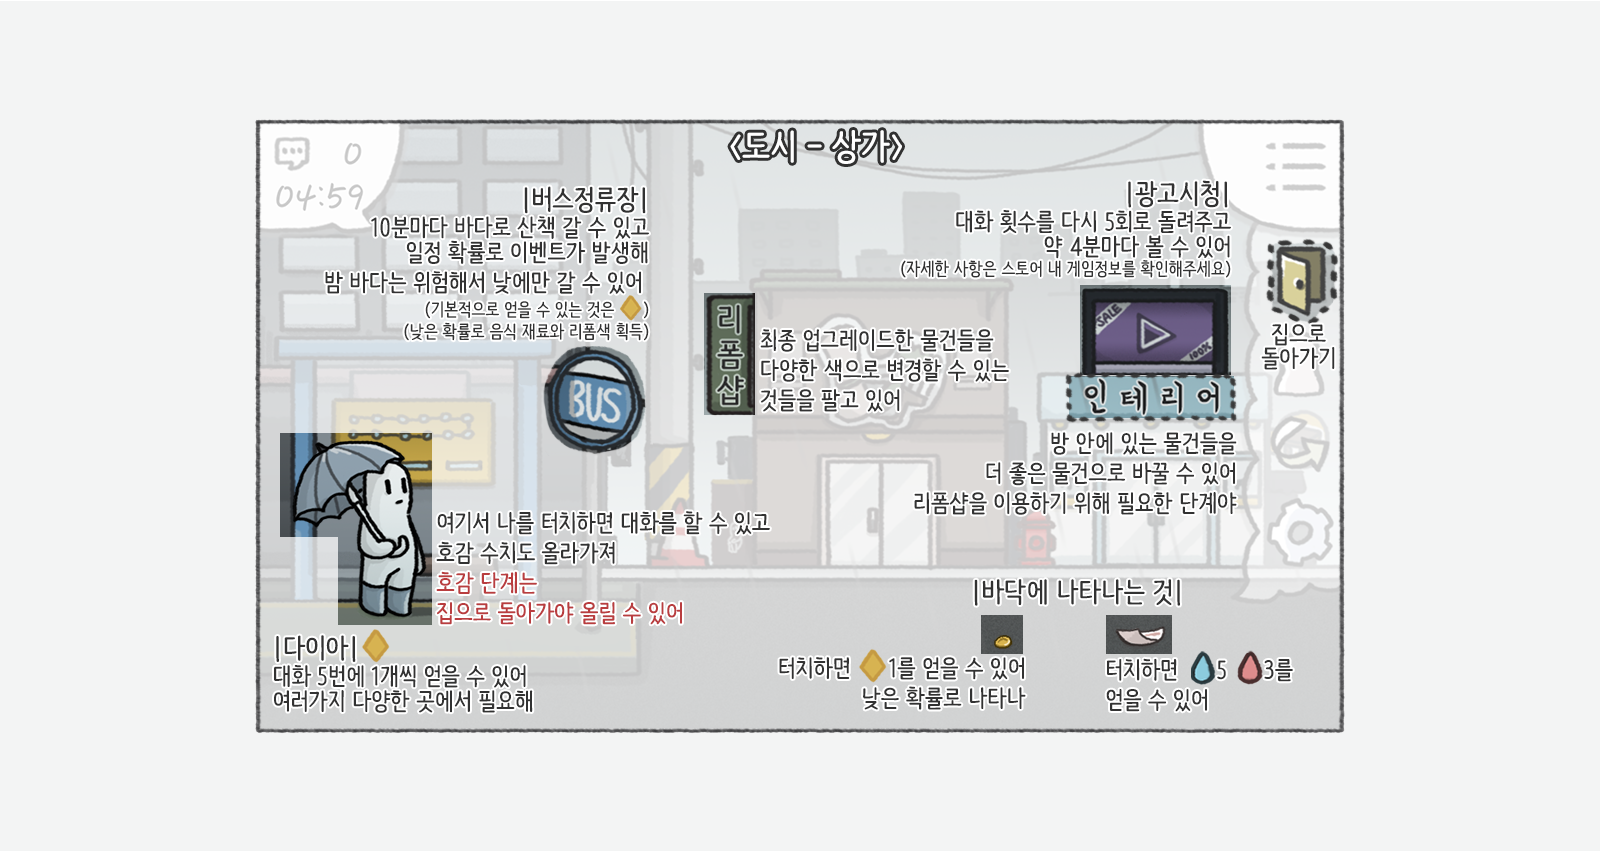 〈도시 - 상가〉
0
04:59
|버스정류장|
10분마다 바다로 산책 갈 수 있고
일정 확률로 이벤트가 발생해
밤 바다는 위험해서 낮에만 갈 수 있어
(기본적으로 얻을 수 있는 것은 )
(낮은 확률로 음식 재료와 리폼색 획득)
BUS
|광고시청|
대화 횟수를 다시 5회로 돌려주고
약 4분마다 볼 수 있어
(자세한 사항은 스토어 내 게임정보를 확인해주세요)
집으로
돌아가기
SALE
100%
리폼샵
최종 업그레이드한 물건들을
다양한 색으로 변경할 수 있는
것들을 팔고 있어
인테리어
방 안에 있는 물건들을
더 좋은 물건으로 바꿀 수 있어
리폼샵을 이용하기 위해 필요한 단계야
여기서 나를 터치하면 대화를 할 수 있고
호감 수치도 올라가져
호감 단계는
집으로 돌아가야 올릴 수 있어
|다이아|
대화 5번에 1개씩 얻을 수 있어
여러가지 다양한 곳에서 필요해
|바닥에 나타나는 것|
터치하면 1를 얻을 수 있어
낮은 확률로 나타나
터치하면 5 3를
얻을 수 있어